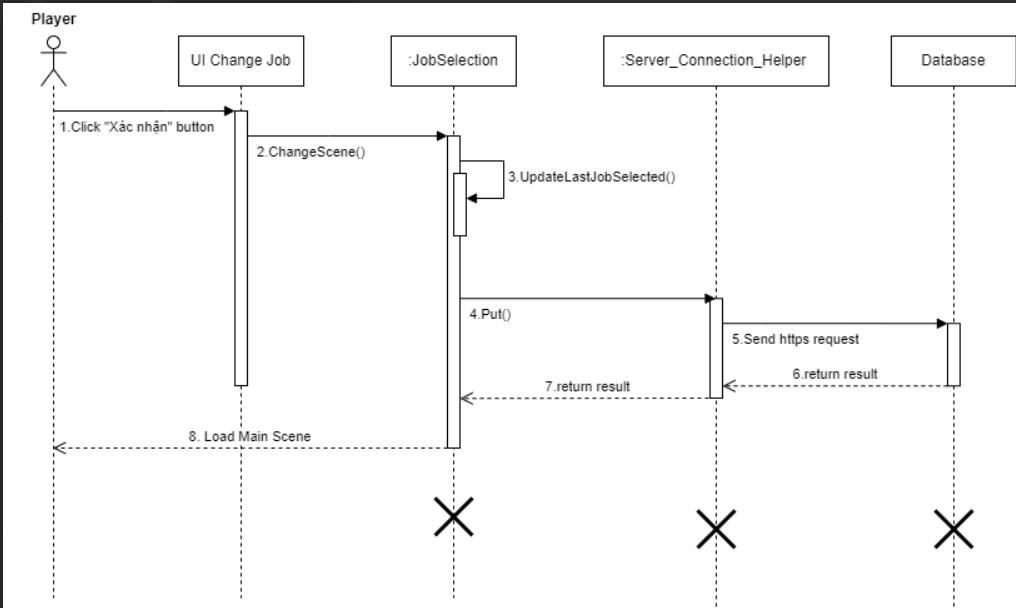 Player
UI Change Job
:JobSelection
:Server_Connection_Helper
Database
1.Click "Xác nhận" button
2.ChangeScene()
3.UpdateLastJobSelected()
4.Put()
5.Send https request
6.return result
7.return result
8. Load Main Scene